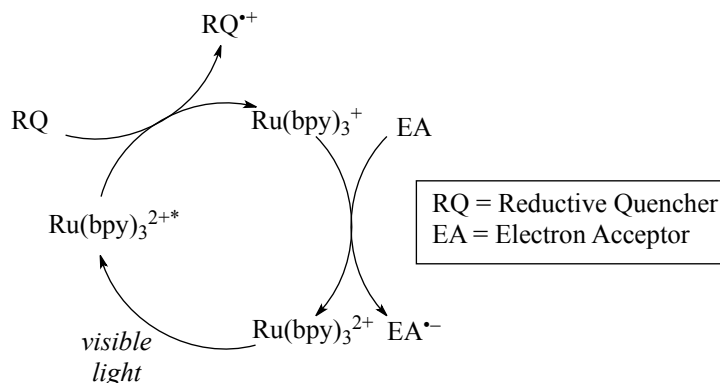 RQ•+
RQ
Ru(bpy)3+
EA
RQ = Reductive Quencher
EA = Electron Acceptor
Ru(bpy)32+*
Ru(bpy)32+
EA•–
visible
light